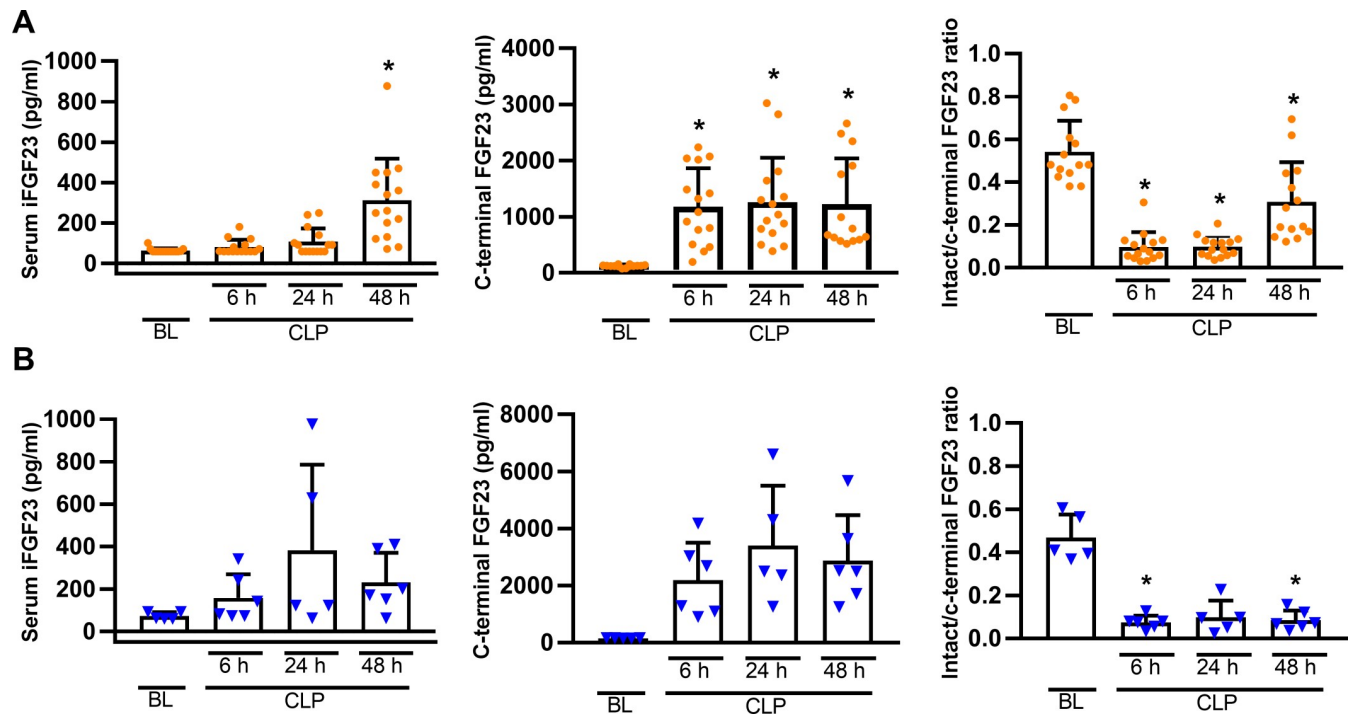 A
Serum iFGF23 (pg/ml)
1000
800
600
400
200
0
*
6 h
24 h
48 h
BL
CLP
C-terminal FGF23 (pg/ml)
4000
3000
2000
1000
0
*
*
*
6 h
24 h
48 h
BL
CLP
Intact/c-terminal FGF23 ratio
1.0
0.8
0.6
0.4
0.2
0.0
*
*
*
6 h
24 h
48 h
BL
CLP
B
Serum iFGF23 (pg/ml)
1000
800
600
400
200
0
6 h
24 h
48 h
BL
CLP
C-terminal FGF23 (pg/ml)
8000
6000
4000
2000
0
6 h
24 h
48 h
BL
CLP
Intact/c-terminal FGF23 ratio
1.0
0.8
0.6
0.4
0.2
0.0
*
*
6 h
24 h
48 h
BL
CLP